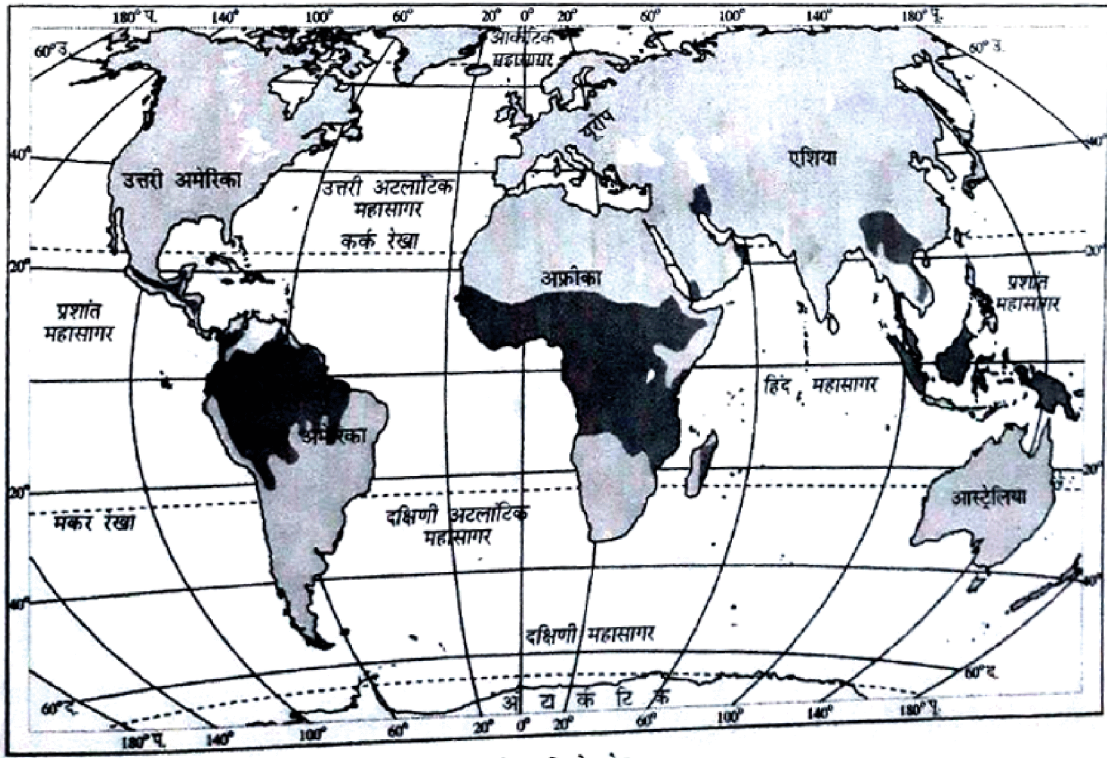 180° पू. 140° 100° 60° 20° 0° 20° 60° 100° 140° 180° पू.
60° उ.
60° उ.
आर्कटिक
महासागर
यूरोप
एशिया
40°
40°
उत्तरी अमेरिका
उत्तरी अटलांटिक
महासागर
कर्क रेखा
20°
20°
अफ्रीका
प्रशांत
महासागर
प्रशांत
महासागर
हिंद महासागर
अमेरिका
20°
20°
मकर रेखा
दक्षिणी अटलांटिक
महासागर
आस्ट्रेलिया
40°
40°
दक्षिणी महासागर
60° द.
60° द.
अं टा र्क टि क
180° पू. 140° 100° 60° 20° 0° 20° 60° 100° 140° 180° पू.